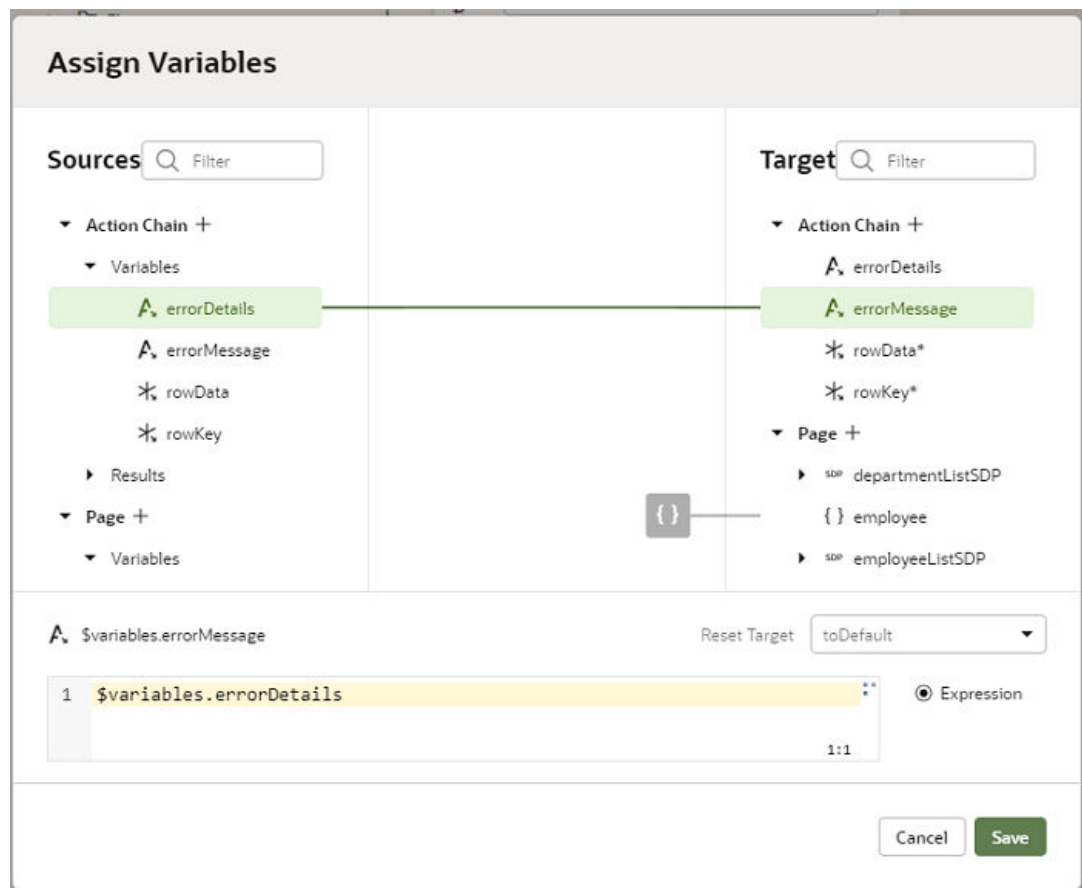 Assign Variables
Sources Filter
Target Filter
Action Chain +
Action Chain +
Variables
errorDetails
errorDetails
errorMessage
errorMessage
rowData*
rowData
rowKey*
rowKey
Page +
Results
SDP departmentListSDP
Page +
{ }
{ } employee
Variables
SDP employeeListSDP
$variables.errorMessage
Reset Target toDefault
1 $variables.errorDetails
Expression
1:1
Cancel Save